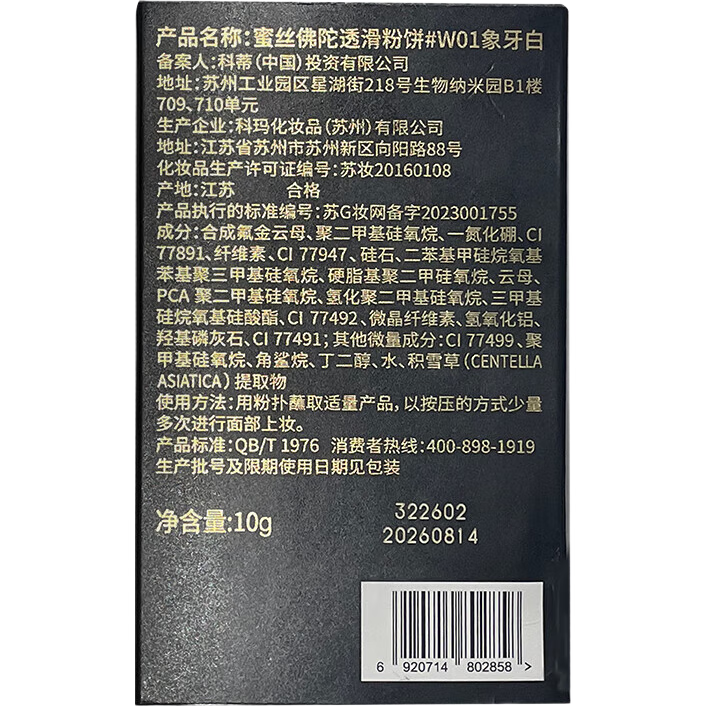 产品名称:蜜丝佛陀透滑粉饼#W01象牙白
备案人:科蒂(中国)投资有限公司
地址:苏州工业园区星湖街218号生物纳米园B1楼
709、710单元
生产企业:科玛化妆品(苏州)有限公司
地址:江苏省苏州市苏州新区向阳路88号
化妆品生产许可证编号:苏妆20160108
产地:江苏 合格
产品执行的标准编号:苏G妆网备字2023001755
成分:合成氟金云母、聚二甲基硅氧烷、一氮化硼、CI
77891、纤维素、CI 77947、硅石、二苯基甲硅烷氧基
苯基聚三甲基硅氧烷、硬脂基聚二甲硅氧烷、云母、
PCA 聚二甲基硅氧烷、氢化聚二甲基硅氧烷、三甲基
硅烷氧基硅酸酯、CI 77492、微晶纤维素、氢氧化铝、
羟基磷灰石、CI 77491;其他微量成分:CI 77499、聚
甲基硅氧烷、角鲨烷、丁二醇、水、积雪草(CENTELLA
ASIATICA)提取物
使用方法:用粉扑蘸取适量产品,以按压的方式少量
多次进行面部上妆。
产品标准:QB/T 1976 消费者热线:400-898-1919
生产批号及限期使用日期见包装
净含量:10g
322602
20260814
6 920714 802858 >